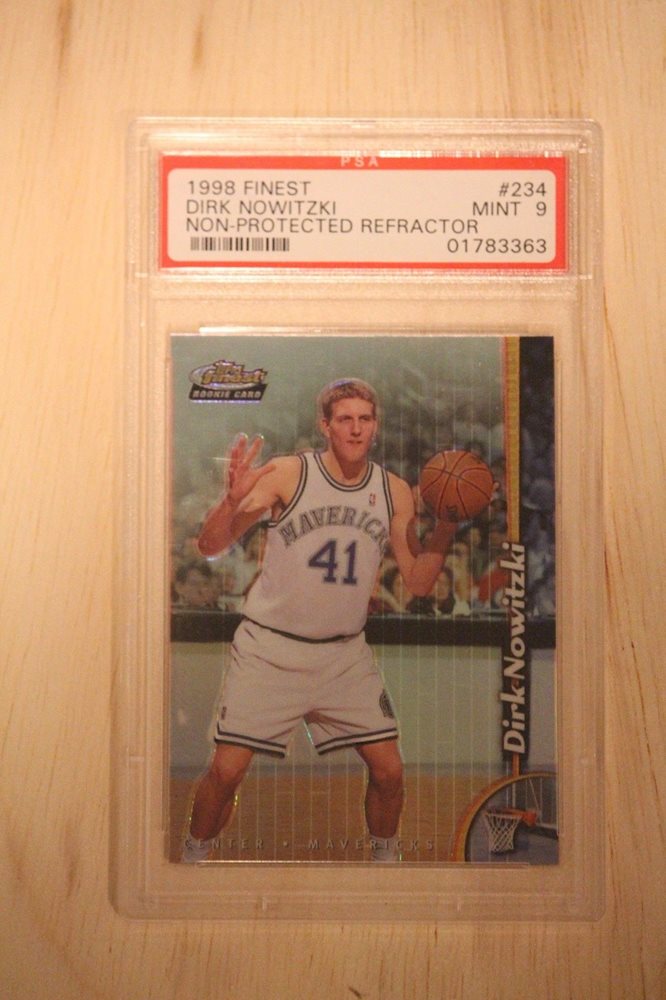 PSA
1998 FINEST #234
DIRK NOWITZKI MINT 9
NON-PROTECTED REFRACTOR
01783363
Finest
ROOKIE CARD
MAVERICKS
41
Dirk Nowitzki
CENTER • MAVERICKS